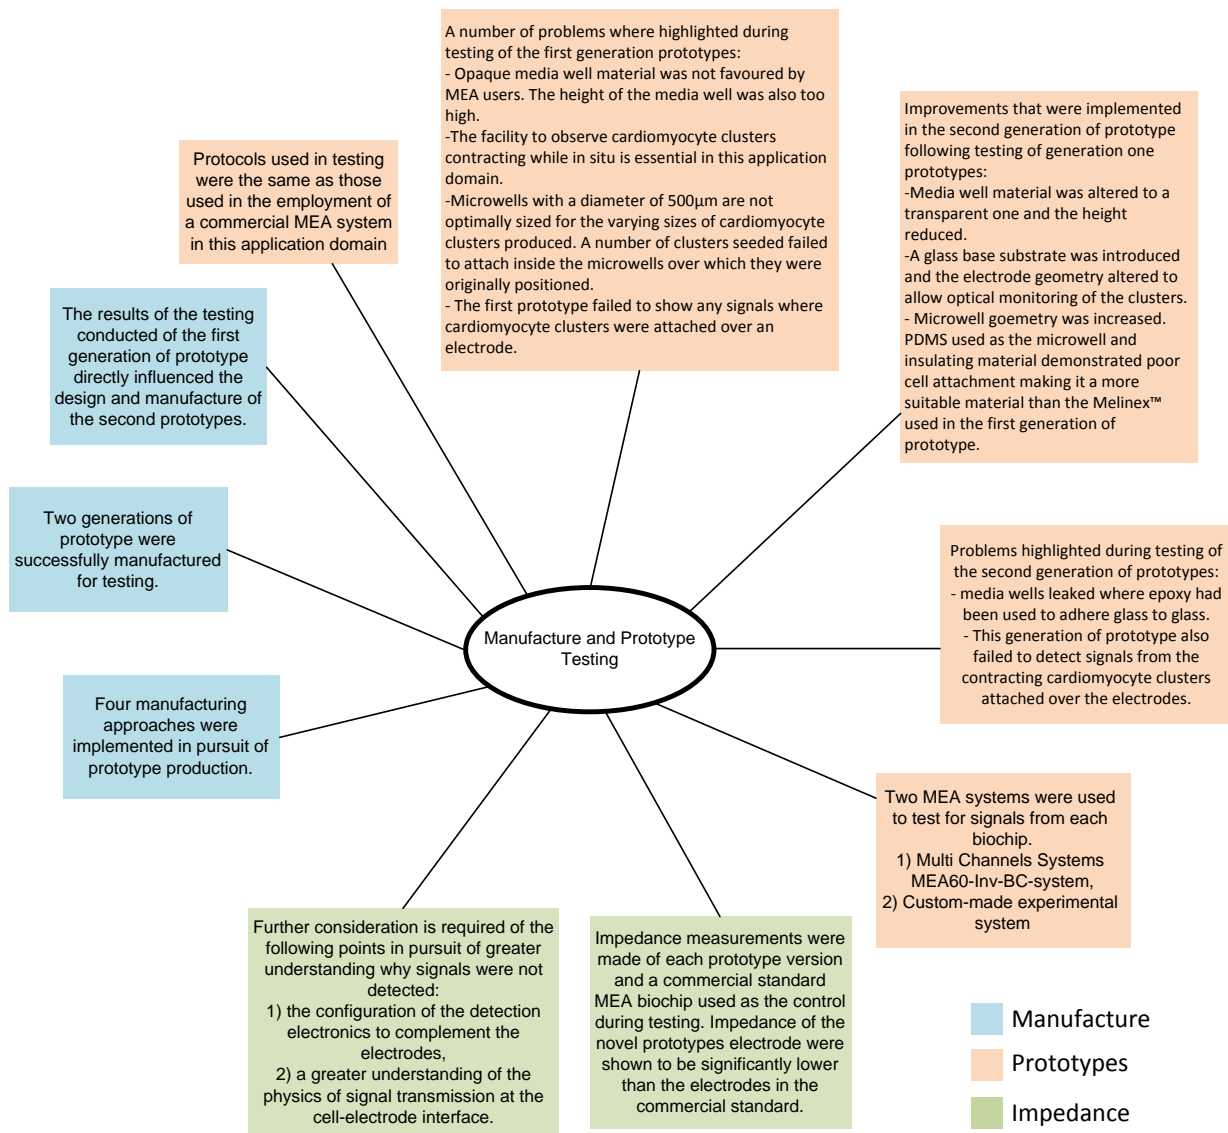 A number of problems where highlighted during
testing of the first generation prototypes:
- Opaque media well material was not favoured by
MEA users. The height of the media well was also too
high.
-The facility to observe cardiomyocyte clusters
contracting while in situ is essential in this application
domain.
-Microwells with a diameter of 500µm are not
optimally sized for the varying sizes of cardiomyocyte
clusters produced. A number of clusters seeded failed
to attach inside the microwells over which they were
originally positioned.
- The first prototype failed to show any signals where
cardiomyocyte clusters were attached over an
electrode.
Improvements that were implemented
in the second generation of prototype
following testing of generation one
prototypes:
-Media well material was altered to a
transparent one and the height
reduced.
-A glass base substrate was introduced
and the electrode geometry altered to
allow optical monitoring of the clusters.
- Microwell goemetry was increased.
PDMS used as the microwell and
insulating material demonstrated poor
cell attachment making it a more
suitable material than the Melinex™
used in the first generation of
prototype.
Protocols used in testing
were the same as those
used in the employment of
a commercial MEA system
in this application domain
The results of the testing
conducted of the first
generation of prototype
directly influenced the
design and manufacture of
the second prototypes.
Two generations of
prototype were
successfully manufactured
for testing.
Problems highlighted during testing of
the second generation of prototypes:
- media wells leaked where epoxy had
been used to adhere glass to glass.
- This generation of prototype also
failed to detect signals from the
contracting cardiomyocyte clusters
attached over the electrodes.
Manufacture and Prototype
Testing
Four manufacturing
approaches were
implemented in pursuit of
prototype production.
Two MEA systems were used
to test for signals from each
biochip.
1) Multi Channels Systems
MEA60-Inv-BC-system,
2) Custom-made experimental
system
Further consideration is required of the
following points in pursuit of greater
understanding why signals were not
detected:
1) the configuration of the detection
electronics to complement the
electrodes,
2) a greater understanding of the
physics of signal transmission at the
cell-electrode interface.
Impedance measurements were
made of each prototype version
and a commercial standard
MEA biochip used as the control
during testing. Impedance of the
novel prototypes electrode were
shown to be significantly lower
than the electrodes in the
commercial standard.
Manufacture
Prototypes
Impedance